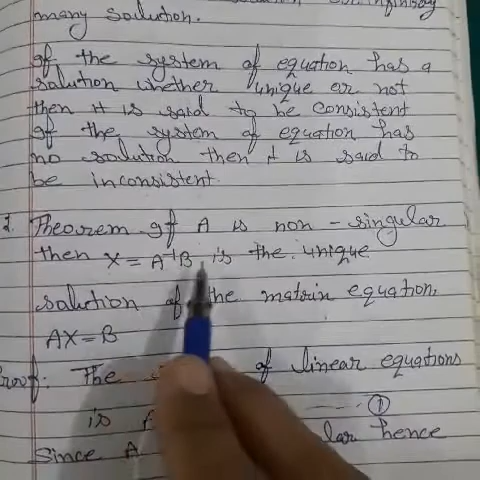 many solution.
If the system of equation has a
solution whether unique or not
then it is said to be consistent
If the system of equation has
no solution then it is said to
be inconsistent.
1. Theorem If A is non-singular
then X = A⁻¹B is the unique
solution of the matrix equation.
AX=B
Proof: The of linear equations
is ①
Since A lar hence